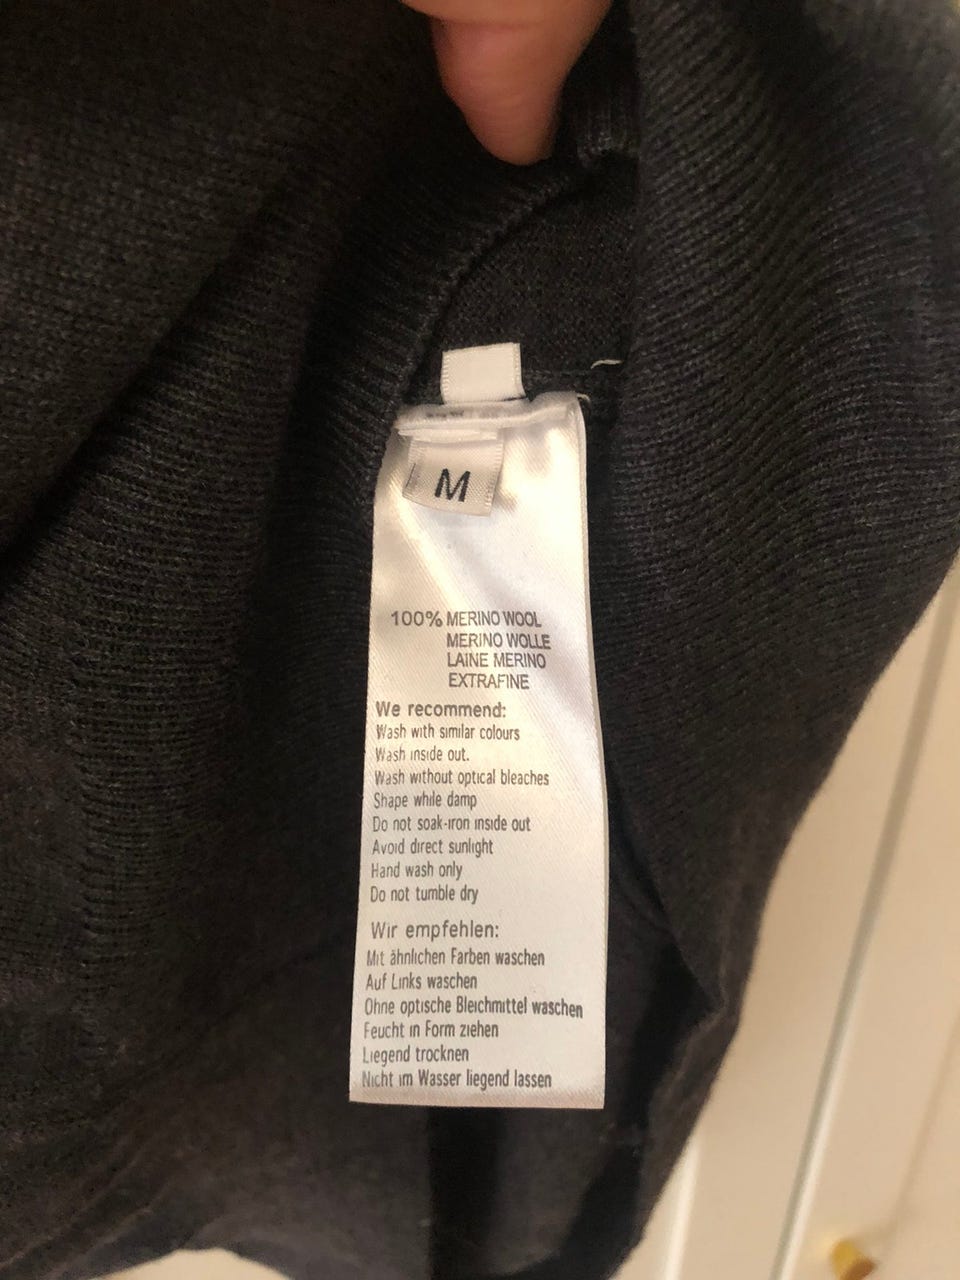 M
100% MERINO WOOL
MERINO WOLLE
LAINE MERINO
EXTRAFINE
We recommend:
Wash with similar colours
Wash inside out.
Wash without optical bleaches
Shape while damp
Do not soak-iron inside out
Avoid direct sunlight
Hand wash only
Do not tumble dry
Wir empfehlen:
Mit ähnlichen Farben waschen
Auf Links waschen
Ohne optische Bleichmittel waschen
Feucht in Form ziehen
Liegend trocknen
Nicht im Wasser liegend lassen